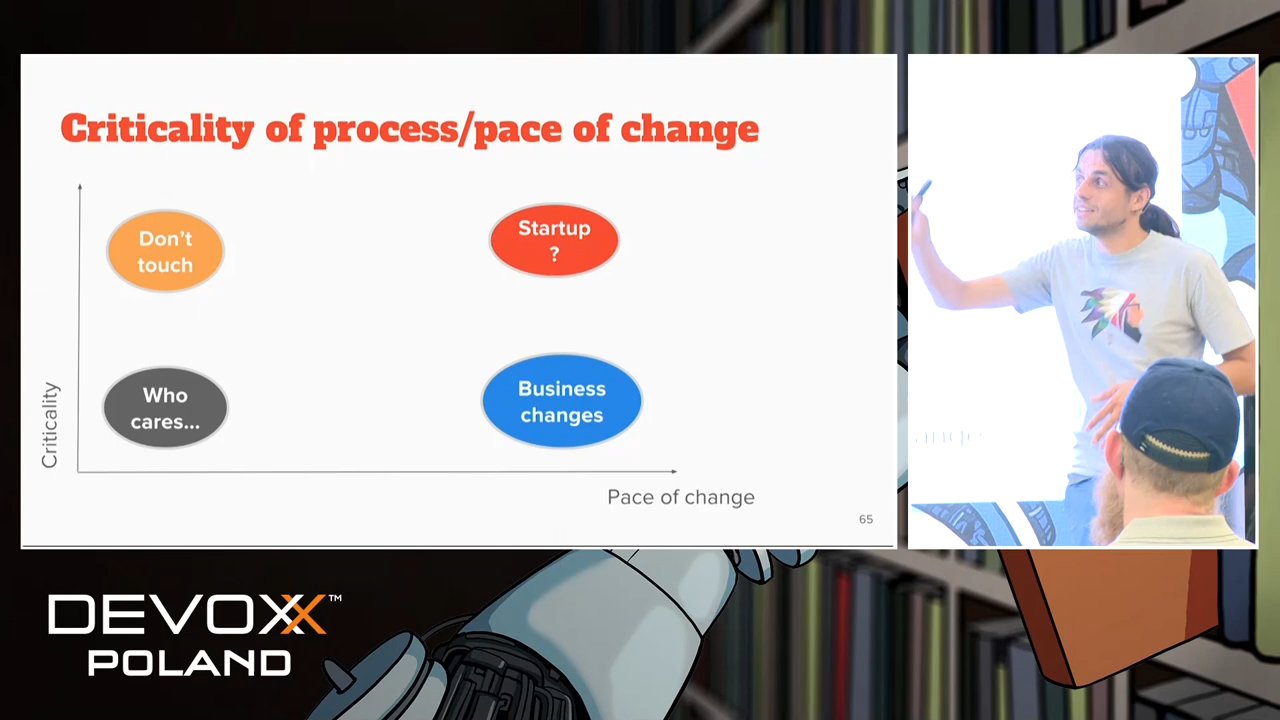 Criticality of process/pace of change
Don't
touch
Startup
?
Who
cares...
Business
changes
Criticality
Pace of change
65
DEVOXX™
POLAND